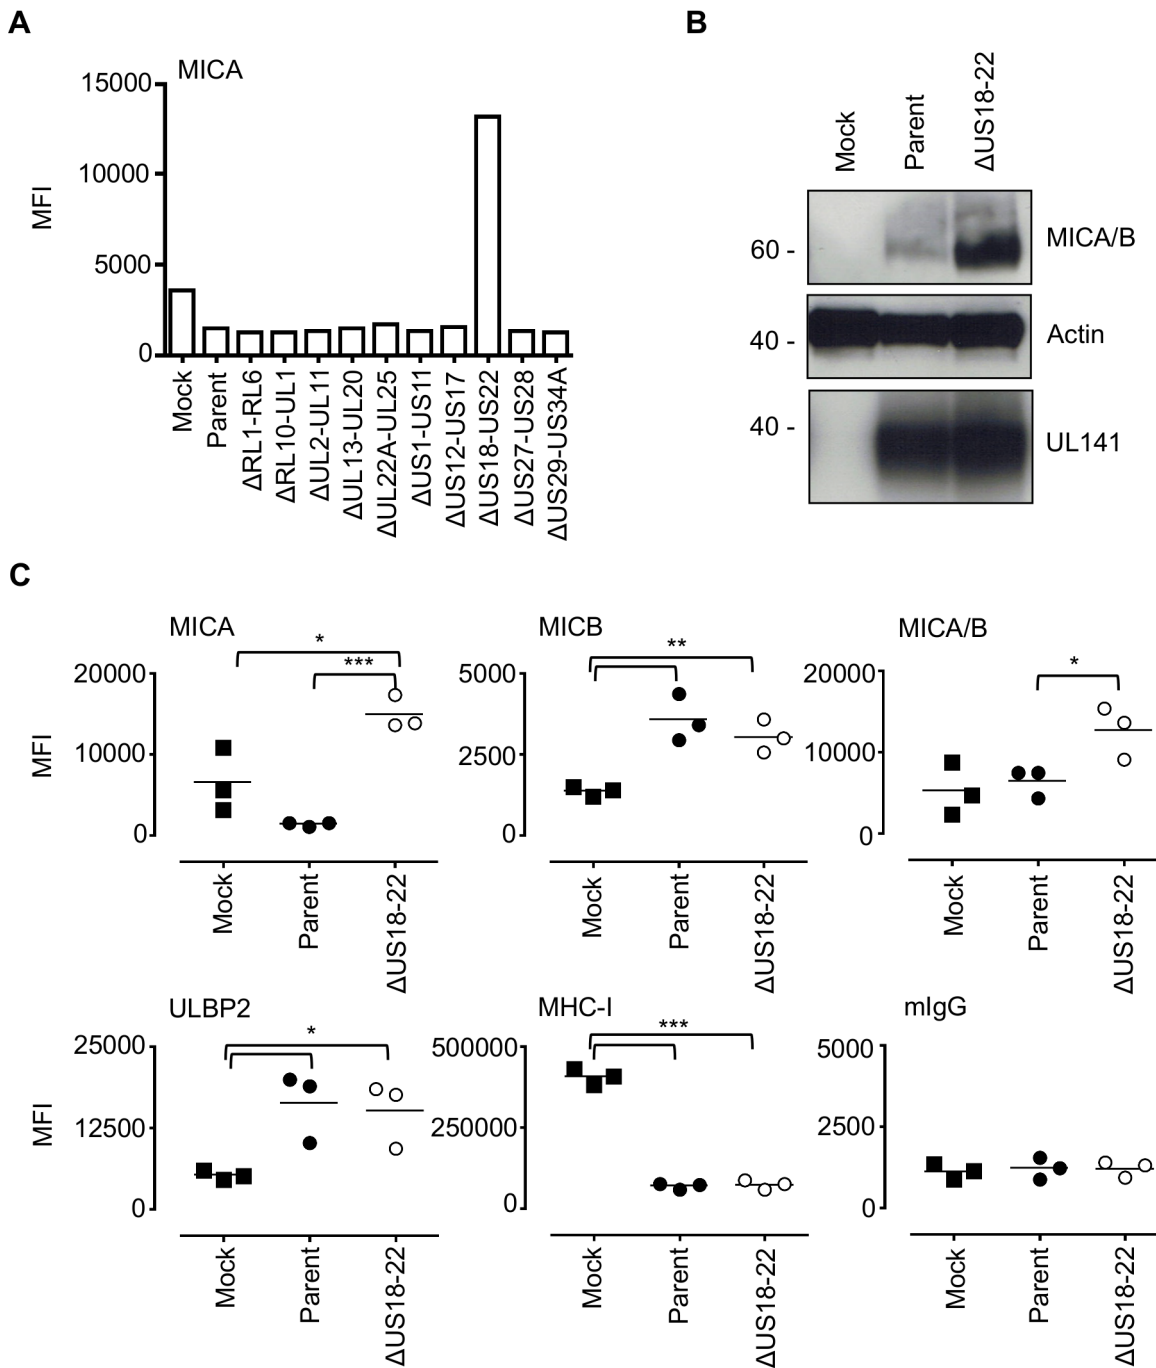 A
MICA
15000
10000
5000
0
MFI
Mock
Parent
ΔRL1-RL6
ΔRL10-UL1
ΔUL2-UL11
ΔUL13-UL20
ΔUL22A-UL25
ΔUS1-US11
ΔUS12-US17
ΔUS18-US22
ΔUS27-US28
ΔUS29-US34A
B
Mock
Parent
ΔUS18-22
60 -
MICA/B
40 -
Actin
40 -
UL141
C
MICA
*
***
20000
10000
0
MFI
Mock
Parent
ΔUS18-22
MICB
**
5000
2500
0
Mock
Parent
ΔUS18-22
MICA/B
*
20000
10000
0
Mock
Parent
ΔUS18-22
ULBP2
*
25000
12500
0
MFI
Mock
Parent
ΔUS18-22
MHC-I
***
500000
250000
0
Mock
Parent
ΔUS18-22
mIgG
5000
2500
0
Mock
Parent
ΔUS18-22